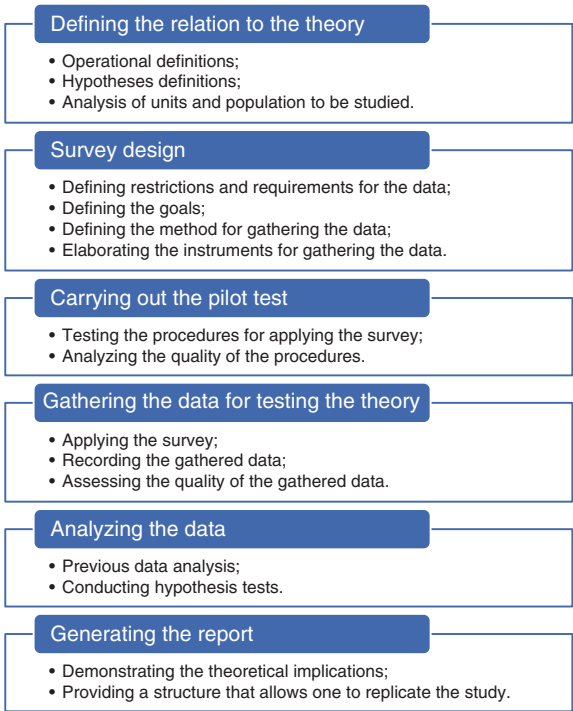 Defining the relation to the theory
• Operational definitions;
• Hypotheses definitions;
• Analysis of units and population to be studied.
Survey design
• Defining restrictions and requirements for the data;
• Defining the goals;
• Defining the method for gathering the data;
• Elaborating the instruments for gathering the data.
Carrying out the pilot test
• Testing the procedures for applying the survey;
• Analyzing the quality of the procedures.
Gathering the data for testing the theory
• Applying the survey;
• Recording the gathered data;
• Assessing the quality of the gathered data.
Analyzing the data
• Previous data analysis;
• Conducting hypothesis tests.
Generating the report
• Demonstrating the theoretical implications;
• Providing a structure that allows one to replicate the study.